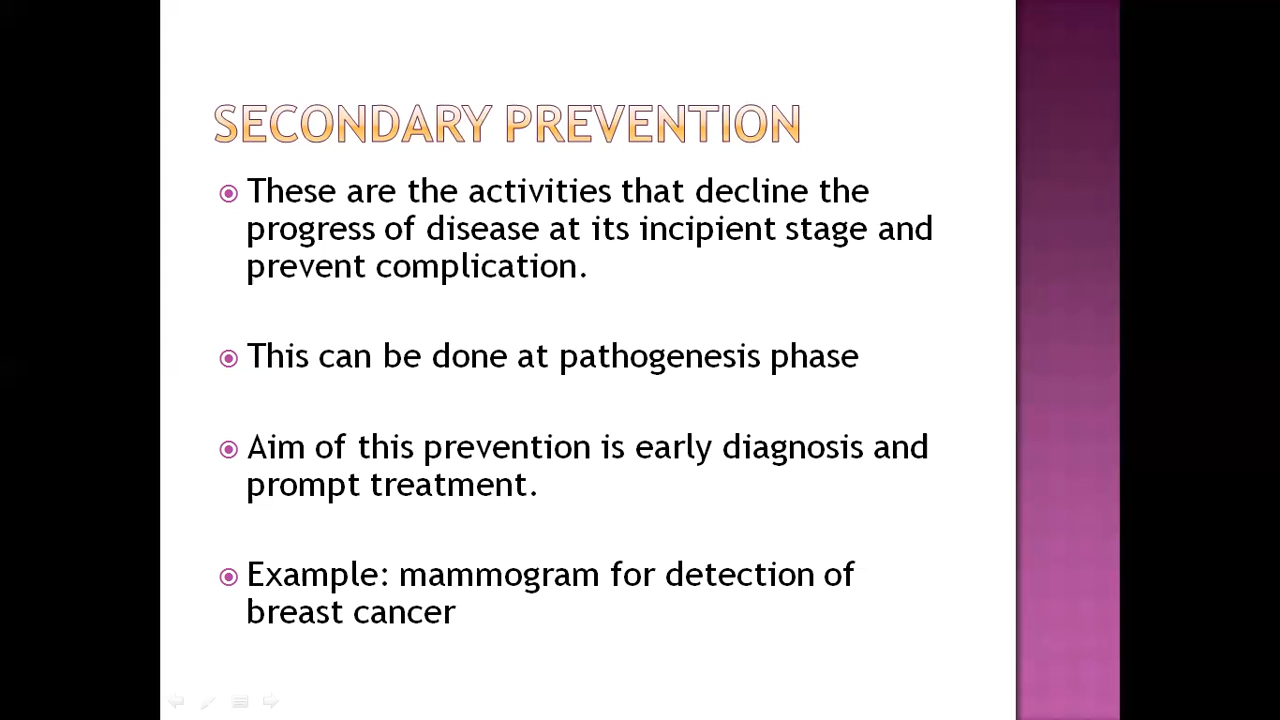 SECONDARY PREVENTION
These are the activities that decline the
progress of disease at its incipient stage and
prevent complication.
This can be done at pathogenesis phase
Aim of this prevention is early diagnosis and
prompt treatment.
Example: mammogram for detection of
breast cancer